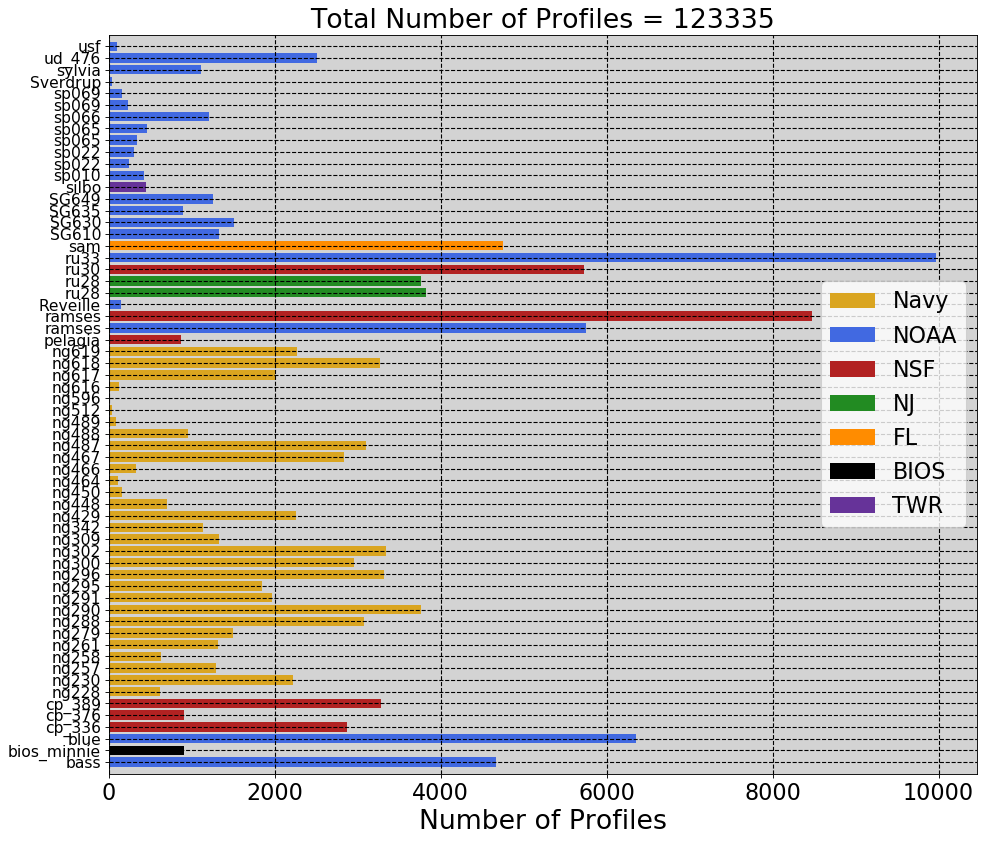 Total Number of Profiles = 123335
usf
ud_476
sylvia
Sverdrup
sp069
sb069
sp066
sp065
sb065
sp022
sb022
sp010
silbo
SG649
SG635
SG630
SG610
sam
ru33
ru30
ru28
ru28
Reveille
ramses
ramses
pelagia
ng619
ng618
ng617
ng616
ng596
ng512
ng489
ng488
ng487
ng467
ng466
ng464
ng450
ng448
ng429
ng342
ng309
ng302
ng300
ng296
ng295
ng291
ng290
ng288
ng279
ng261
ng258
ng257
ng230
ng228
cp_389
cp_376
cp_336
blue
bios_minnie
bass
Navy
NOAA
NSF
NJ
FL
BIOS
TWR
0 2000 4000 6000 8000 10000
Number of Profiles